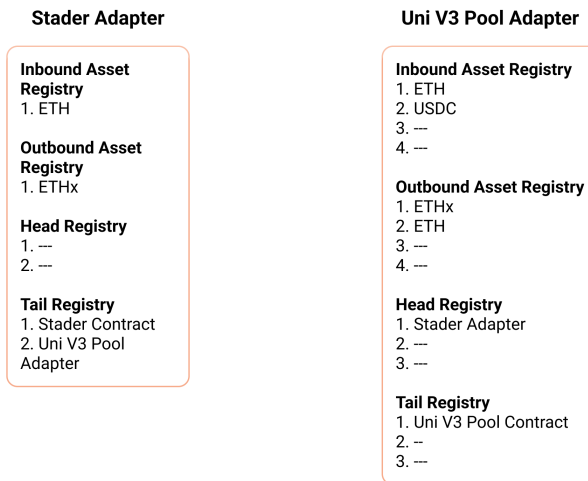 Stader Adapter
Inbound Asset
Registry
1. ETH
Outbound Asset
Registry
1. ETHx
Head Registry
1. ---
2. ---
Tail Registry
1. Stader Contract
2. Uni V3 Pool
Adapter
Uni V3 Pool Adapter
Inbound Asset Registry
1. ETH
2. USDC
3. ---
4. ---
Outbound Asset Registry
1. ETHx
2. ETH
3. ---
4. ---
Head Registry
1. Stader Adapter
2. ---
3. ---
Tail Registry
1. Uni V3 Pool Contract
2. --
3. ---